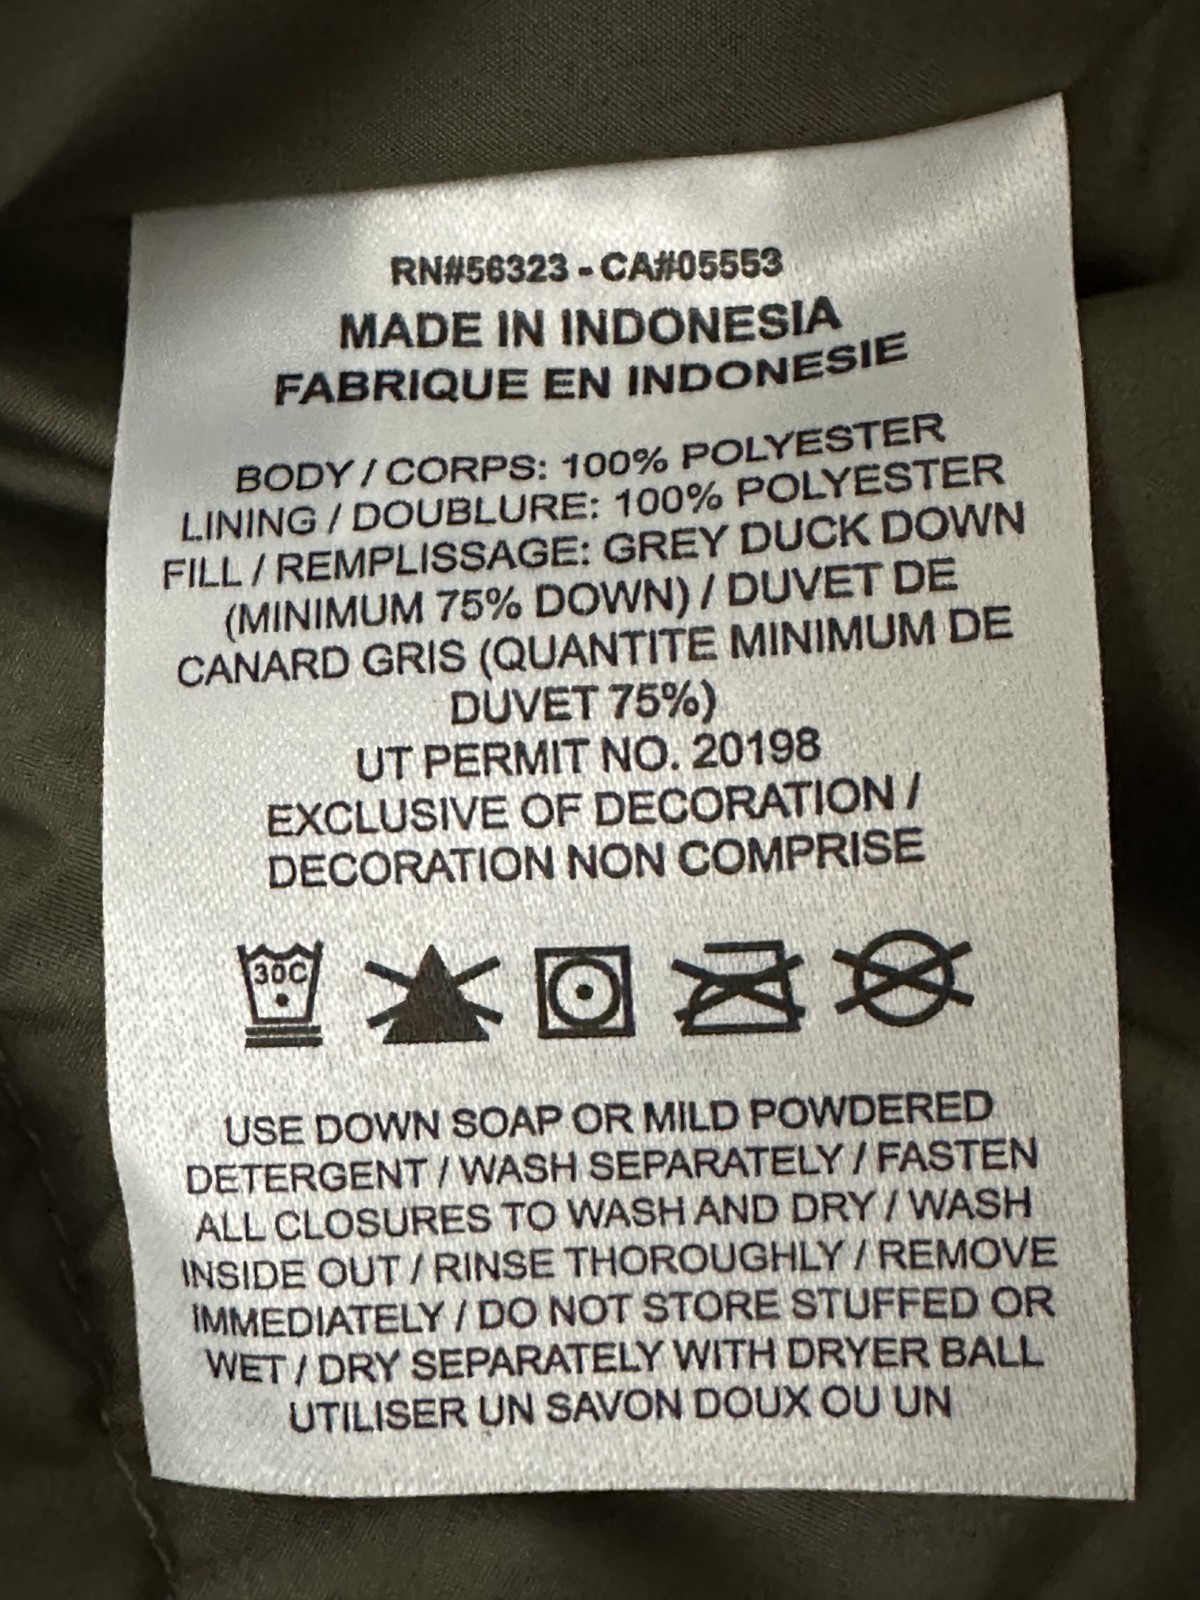 RN#56323 - CA#05553
MADE IN INDONESIA
FABRIQUE EN INDONESIE
BODY / CORPS: 100% POLYESTER
LINING / DOUBLURE: 100% POLYESTER
FILL / REMPLISSAGE: GREY DUCK DOWN
(MINIMUM 75% DOWN) / DUVET DE
CANARD GRIS (QUANTITE MINIMUM DE
DUVET 75%)
UT PERMIT NO. 20198
EXCLUSIVE OF DECORATION /
DECORATION NON COMPRISE
30C
USE DOWN SOAP OR MILD POWDERED
DETERGENT / WASH SEPARATELY / FASTEN
ALL CLOSURES TO WASH AND DRY / WASH
INSIDE OUT / RINSE THOROUGHLY / REMOVE
IMMEDIATELY / DO NOT STORE STUFFED OR
WET / DRY SEPARATELY WITH DRYER BALL
UTILISER UN SAVON DOUX OU UN